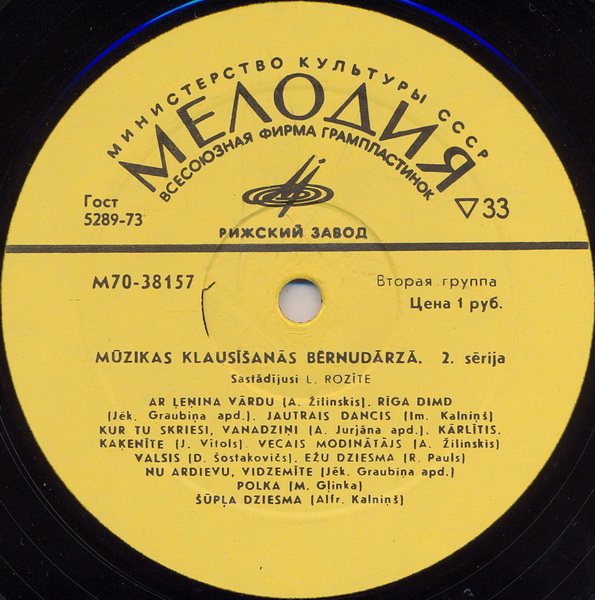 МИНИСТЕРСТВО КУЛЬТУРЫ СССР
МЕЛОДИЯ
ВСЕСОЮЗНАЯ ФИРМА ГРАМПЛАСТИНОК
Гост
5289-73
▽33
РИЖСКИЙ ЗАВОД
М70-38157
Вторая группа
Цена 1 руб.
MŪZIKAS KLAUSĪŠANĀS BĒRNUDĀRZĀ. 2. sērija
Sastādījusi L. ROZĪTE
AR ĻEŅINA VĀRDU (A. Žilinskis). RĪGA DIMD
(Jēk. Graubiņa apd.). JAUTRAIS DANCIS (Im. Kalniņš)
KUR TU SKRIESI, VANADZIŅI (A. Jurjāna apd.). KĀRLĪTIS.
KAĶENĪTE (J. Vītols). VECAIS MODINĀTĀJS (A. Žilinskis)
VALSIS (D. Šostakovičs). EŽU DZIESMA (R. Pauls)
NU ARDIEVU, VIDZEMĪTE (Jēk. Graubiņa apd.)
POLKA (M. Gļinka)
ŠŪPĻA DZIESMA (Alfr. Kalniņš)